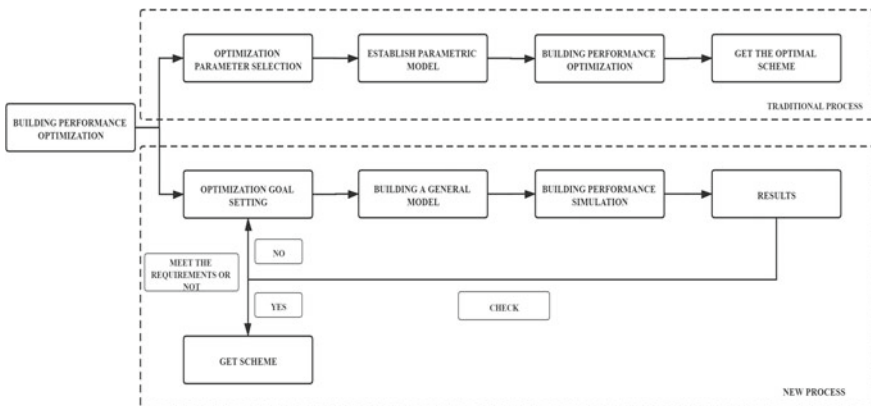 OPTIMIZATION
PARAMETER SELECTION
ESTABLISH PARAMETRIC
MODEL
BUILDING PERFORMANCE
OPTIMIZATION
GET THE OPTIMAL
SCHEME
TRADITIONAL PROCESS
BUILDING PERFORMANCE
OPTIMIZATION
OPTIMIZATION GOAL
SETTING
BUILDING A GENERAL
MODEL
BUILDING PERFORMANCE
SIMULATION
RESULTS
NO
MEET THE
REQUIREMENTS OR
NOT
YES
CHECK
GET SCHEME
NEW PROCESS